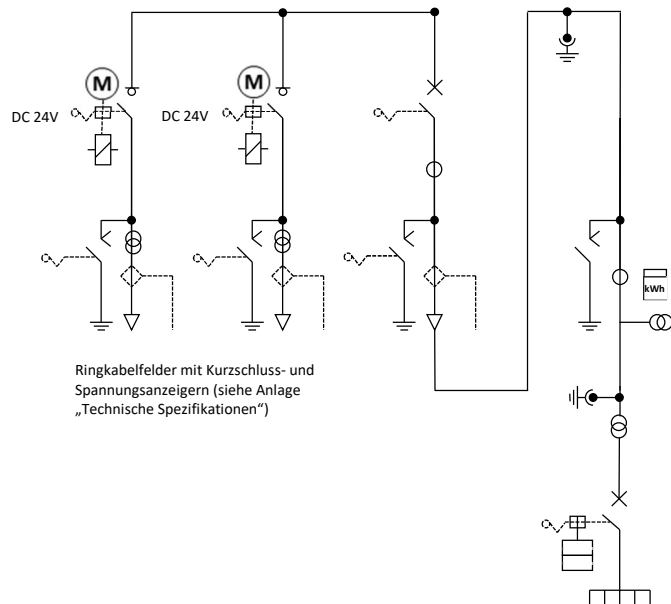 M
M
DC 24V
DC 24V
kWh
Ringkabelfelder mit Kurzschluss- und
Spannungsanzeigern (siehe Anlage
„Technische Spezifikationen“)